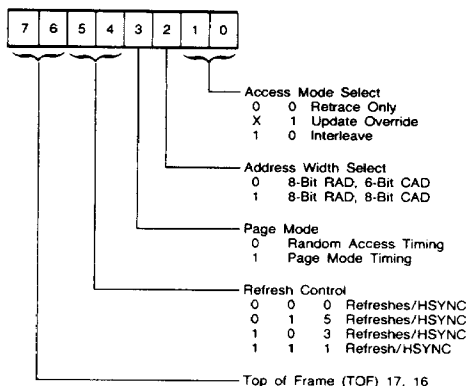 7 6 5 4 3 2 1 0
Access Mode Select
0 0 Retrace Only
X 1 Update Override
1 0 Interleave
Address Width Select
0 8-Bit RAD, 6-Bit CAD
1 8-Bit RAD, 8-Bit CAD
Page Mode
0 Random Access Timing
1 Page Mode Timing
Refresh Control
0 0 0 Refreshes/HSYNC
0 1 5 Refreshes/HSYNC
1 0 3 Refreshes/HSYNC
1 1 1 Refresh/HSYNC
Top of Frame (TOF) 17, 16